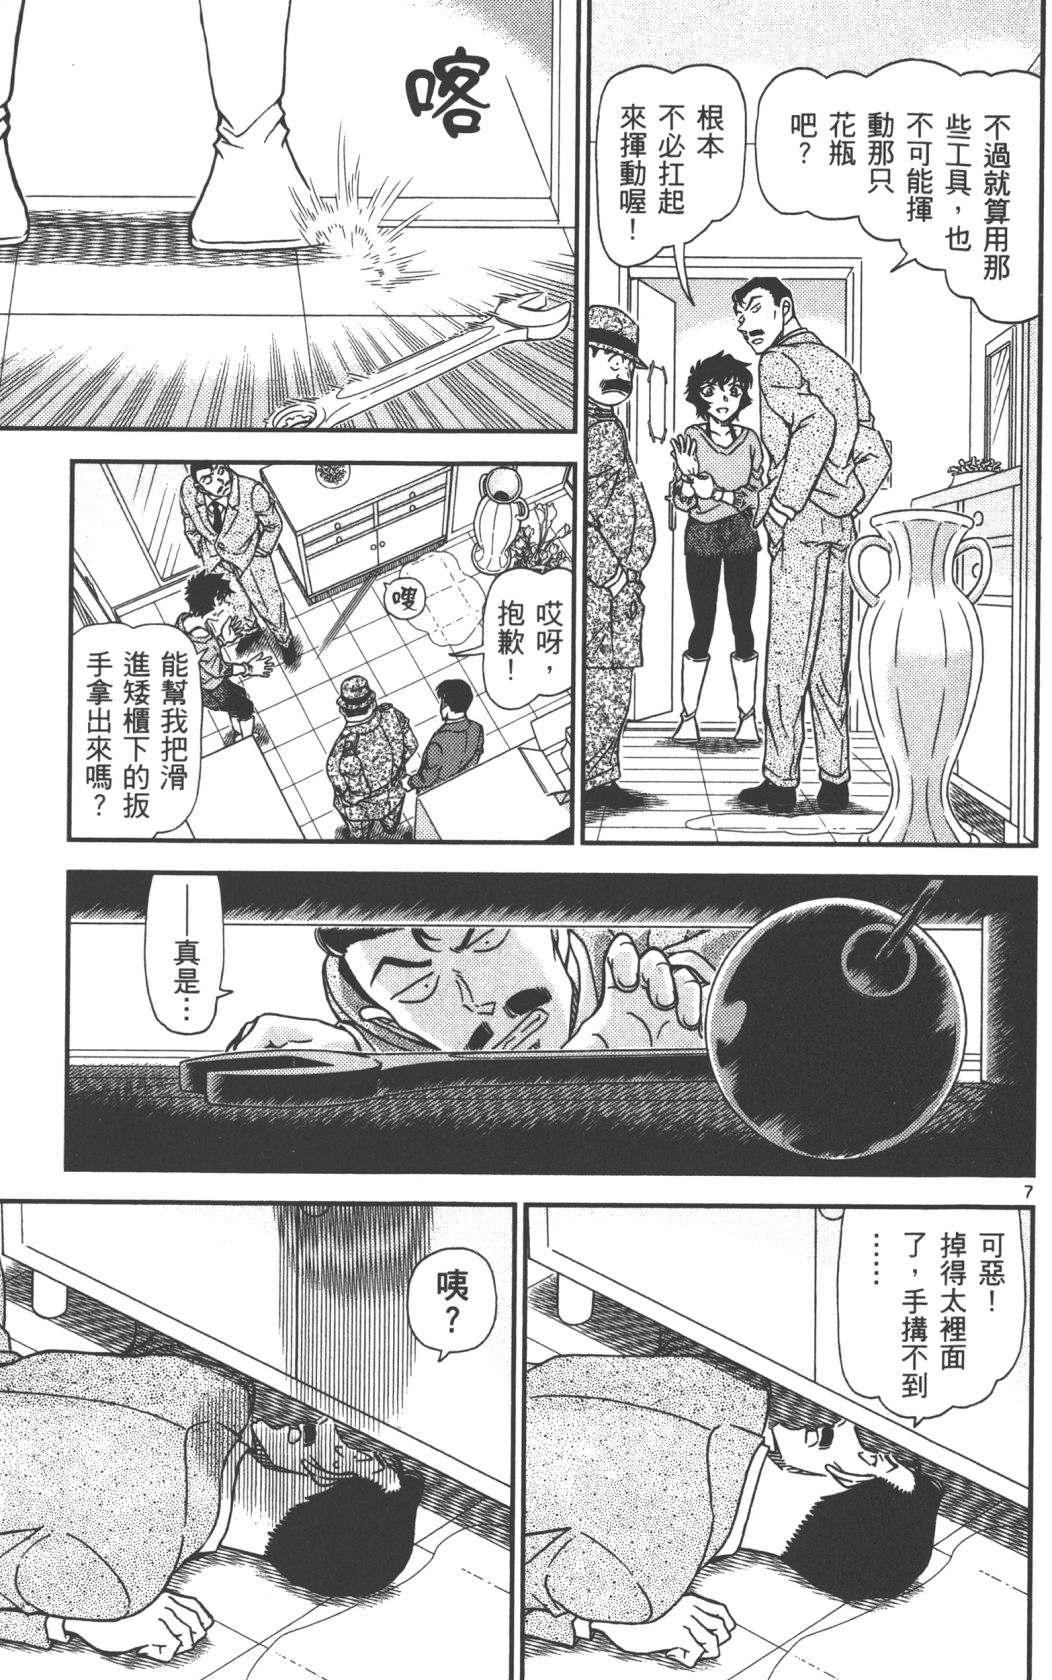 不過就算用那
些工具，也
不可能揮
動那只
花瓶
吧？
根本
不必扛起
來揮動喔！
喀
哎呀，
抱歉！
嗖
能幫我把滑
進矮櫃下的扳
手拿出來嗎？
──真是…
7
可惡！
掉得太裡面
了，手搆不到
……
咦？